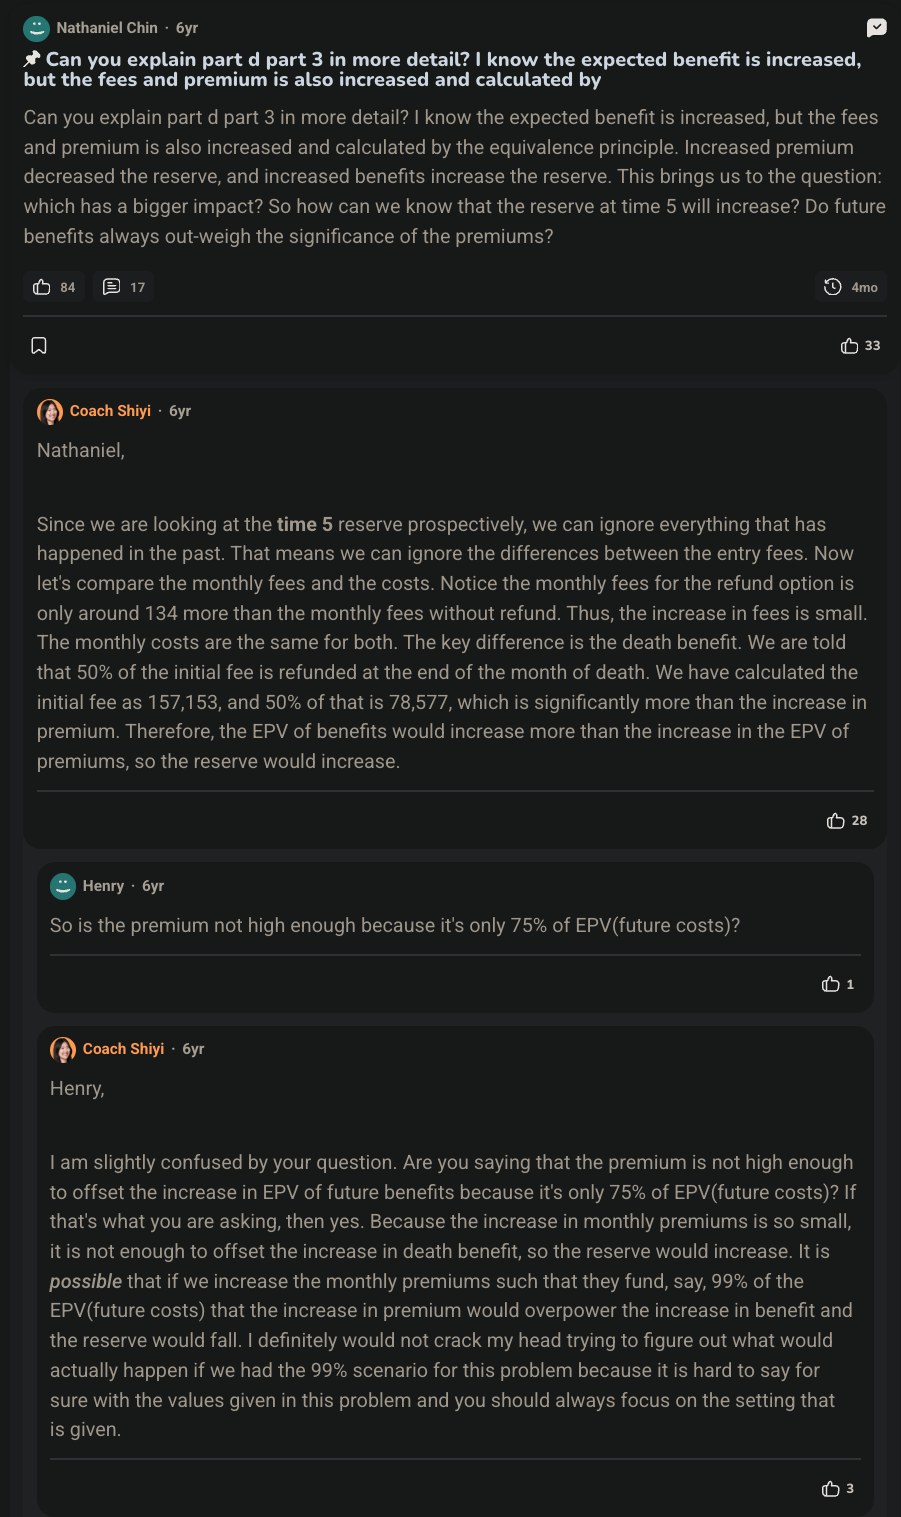 Nathaniel Chin · 6yr
📌 Can you explain part d part 3 in more detail? I know the expected benefit is increased,
but the fees and premium is also increased and calculated by
Can you explain part d part 3 in more detail? I know the expected benefit is increased, but the fees
and premium is also increased and calculated by the equivalence principle. Increased premium
decreased the reserve, and increased benefits increase the reserve. This brings us to the question:
which has a bigger impact? So how can we know that the reserve at time 5 will increase? Do future
benefits always out-weigh the significance of the premiums?
84 17 4mo
33
Coach Shiyi · 6yr
Nathaniel,
Since we are looking at the time 5 reserve prospectively, we can ignore everything that has
happened in the past. That means we can ignore the differences between the entry fees. Now
let's compare the monthly fees and the costs. Notice the monthly fees for the refund option is
only around 134 more than the monthly fees without refund. Thus, the increase in fees is small.
The monthly costs are the same for both. The key difference is the death benefit. We are told
that 50% of the initial fee is refunded at the end of the month of death. We have calculated the
initial fee as 157,153, and 50% of that is 78,577, which is significantly more than the increase in
premium. Therefore, the EPV of benefits would increase more than the increase in the EPV of
premiums, so the reserve would increase.
28
Henry · 6yr
So is the premium not high enough because it's only 75% of EPV(future costs)?
1
Coach Shiyi · 6yr
Henry,
I am slightly confused by your question. Are you saying that the premium is not high enough
to offset the increase in EPV of future benefits because it's only 75% of EPV(future costs)? If
that's what you are asking, then yes. Because the increase in monthly premiums is so small,
it is not enough to offset the increase in death benefit, so the reserve would increase. It is
possible that if we increase the monthly premiums such that they fund, say, 99% of the
EPV(future costs) that the increase in premium would overpower the increase in benefit and
the reserve would fall. I definitely would not crack my head trying to figure out what would
actually happen if we had the 99% scenario for this problem because it is hard to say for
sure with the values given in this problem and you should always focus on the setting that
is given.
3